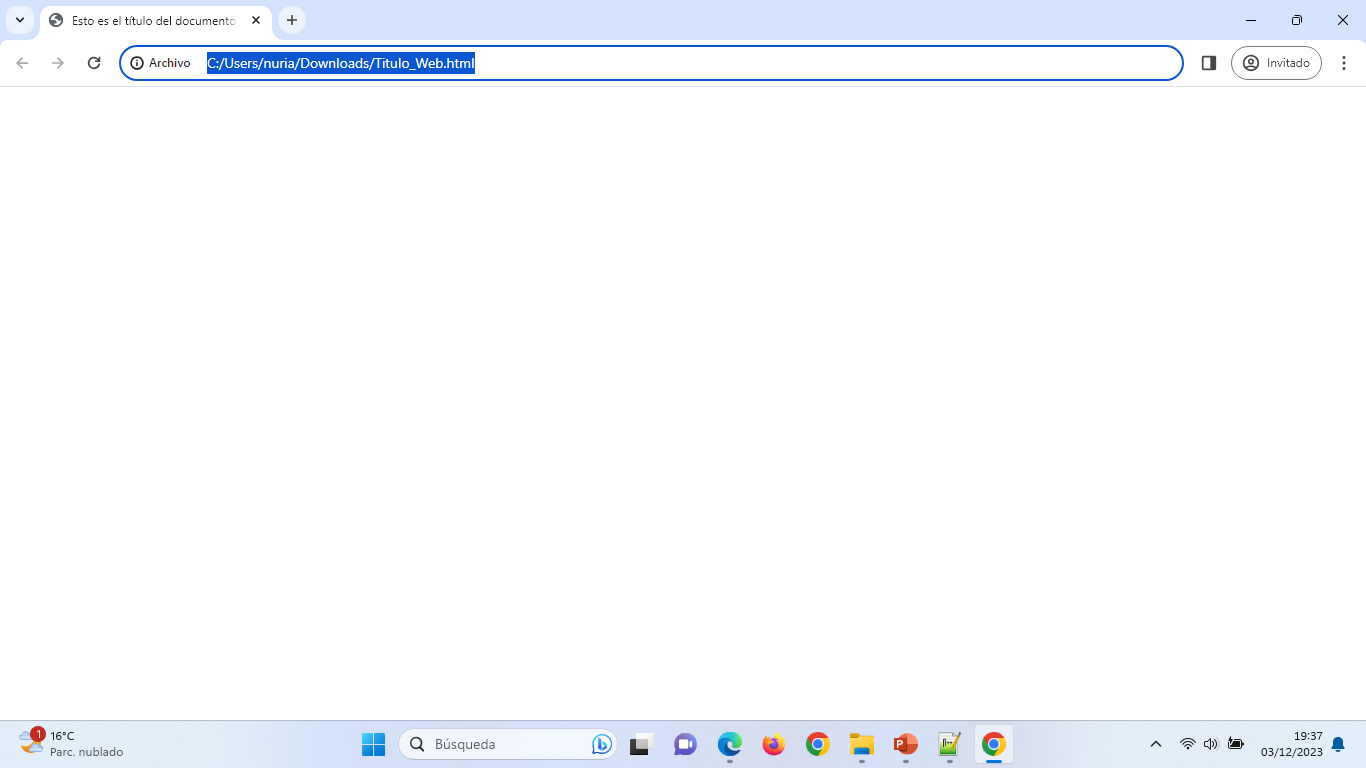 Esto es el título del documento
Archivo
C:/Users/nuria/Downloads/Titulo_Web.html
Invitado
1
16°C
Parc. nublado
Búsqueda
19:37
03/12/2023